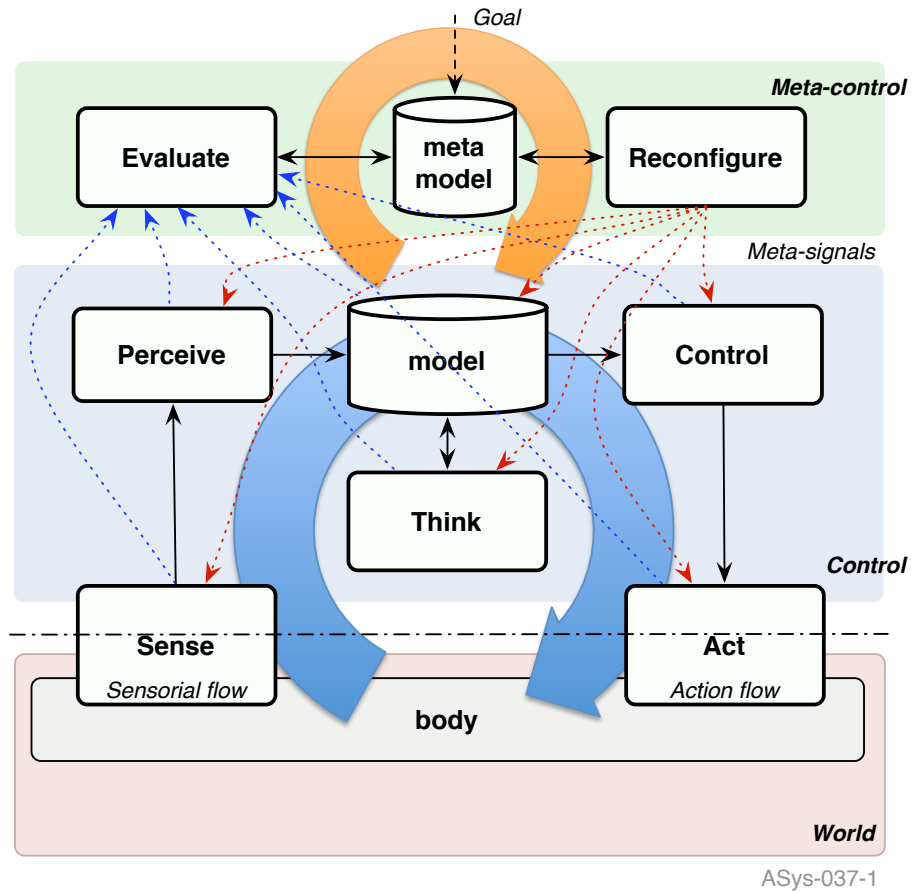 Goal
Meta-control
Evaluate
meta
model
Reconfigure
Meta-signals
Perceive
model
Control
Think
Control
Sense
Act
Sensorial flow
Action flow
body
World
ASys-037-1